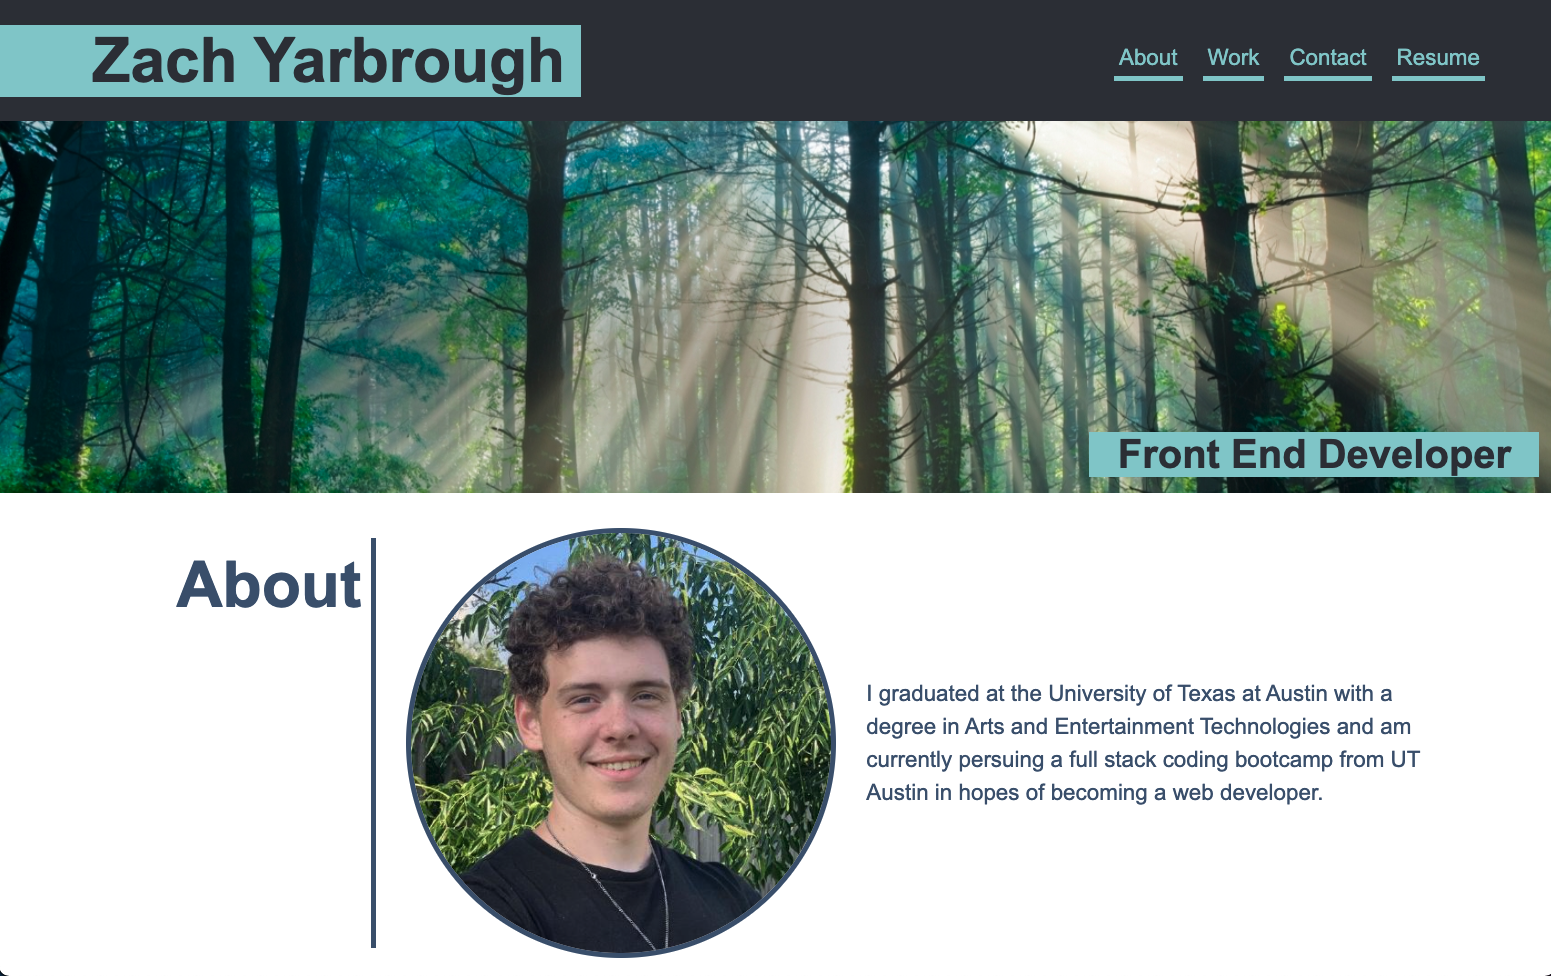 Zach Yarbrough
About Work Contact Resume
Front End Developer
About
I graduated at the University of Texas at Austin with a
degree in Arts and Entertainment Technologies and am
currently persuing a full stack coding bootcamp from UT
Austin in hopes of becoming a web developer.